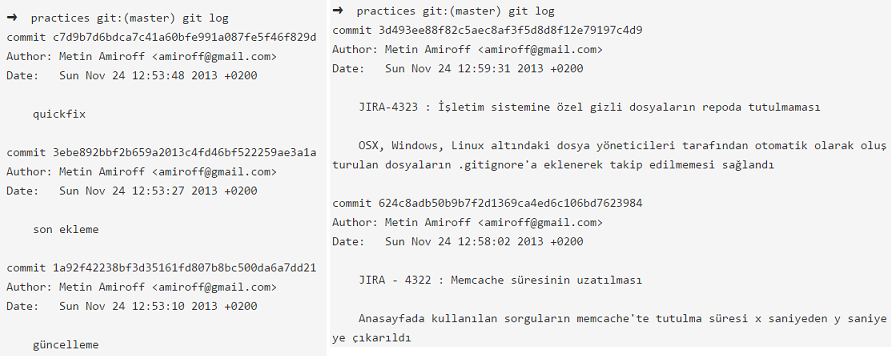 ➜  practices git:(master) git log
commit c7d9b7d6bdca7c41a60bfe991a087fe5f46f829d
Author: Metin Amiroff <amiroff@gmail.com>
Date:   Sun Nov 24 12:53:48 2013 +0200
quickfix
commit 3ebe892bbf2b659a2013c4fd46bf522259ae3a1a
Author: Metin Amiroff <amiroff@gmail.com>
Date:   Sun Nov 24 12:53:27 2013 +0200
son ekleme
commit 1a92f42238bf3d35161fd807b8bc500da6a7dd21
Author: Metin Amiroff <amiroff@gmail.com>
Date:   Sun Nov 24 12:53:10 2013 +0200
güncelleme
➜  practices git:(master) git log
commit 3d493ee88f82c5aec8af3f5d8d8f12e79197c4d9
Author: Metin Amiroff <amiroff@gmail.com>
Date:   Sun Nov 24 12:59:31 2013 +0200
JIRA-4323 : İşletim sistemine özel gizli dosyaların repoda tutulmaması
OSX, Windows, Linux altındaki dosya yöneticileri tarafından otomatik olarak oluş
turulan dosyaların .gitignore'a eklenerek takip edilmemesi sağlandı
commit 624c8adb50b9b7f2d1369ca4ed6c106bd7623984
Author: Metin Amiroff <amiroff@gmail.com>
Date:   Sun Nov 24 12:58:02 2013 +0200
JIRA - 4322 : Memcache süresinin uzatılması
Anasayfada kullanılan sorguların memcache'te tutulma süresi x saniyeden y saniye
ye çıkarıldı